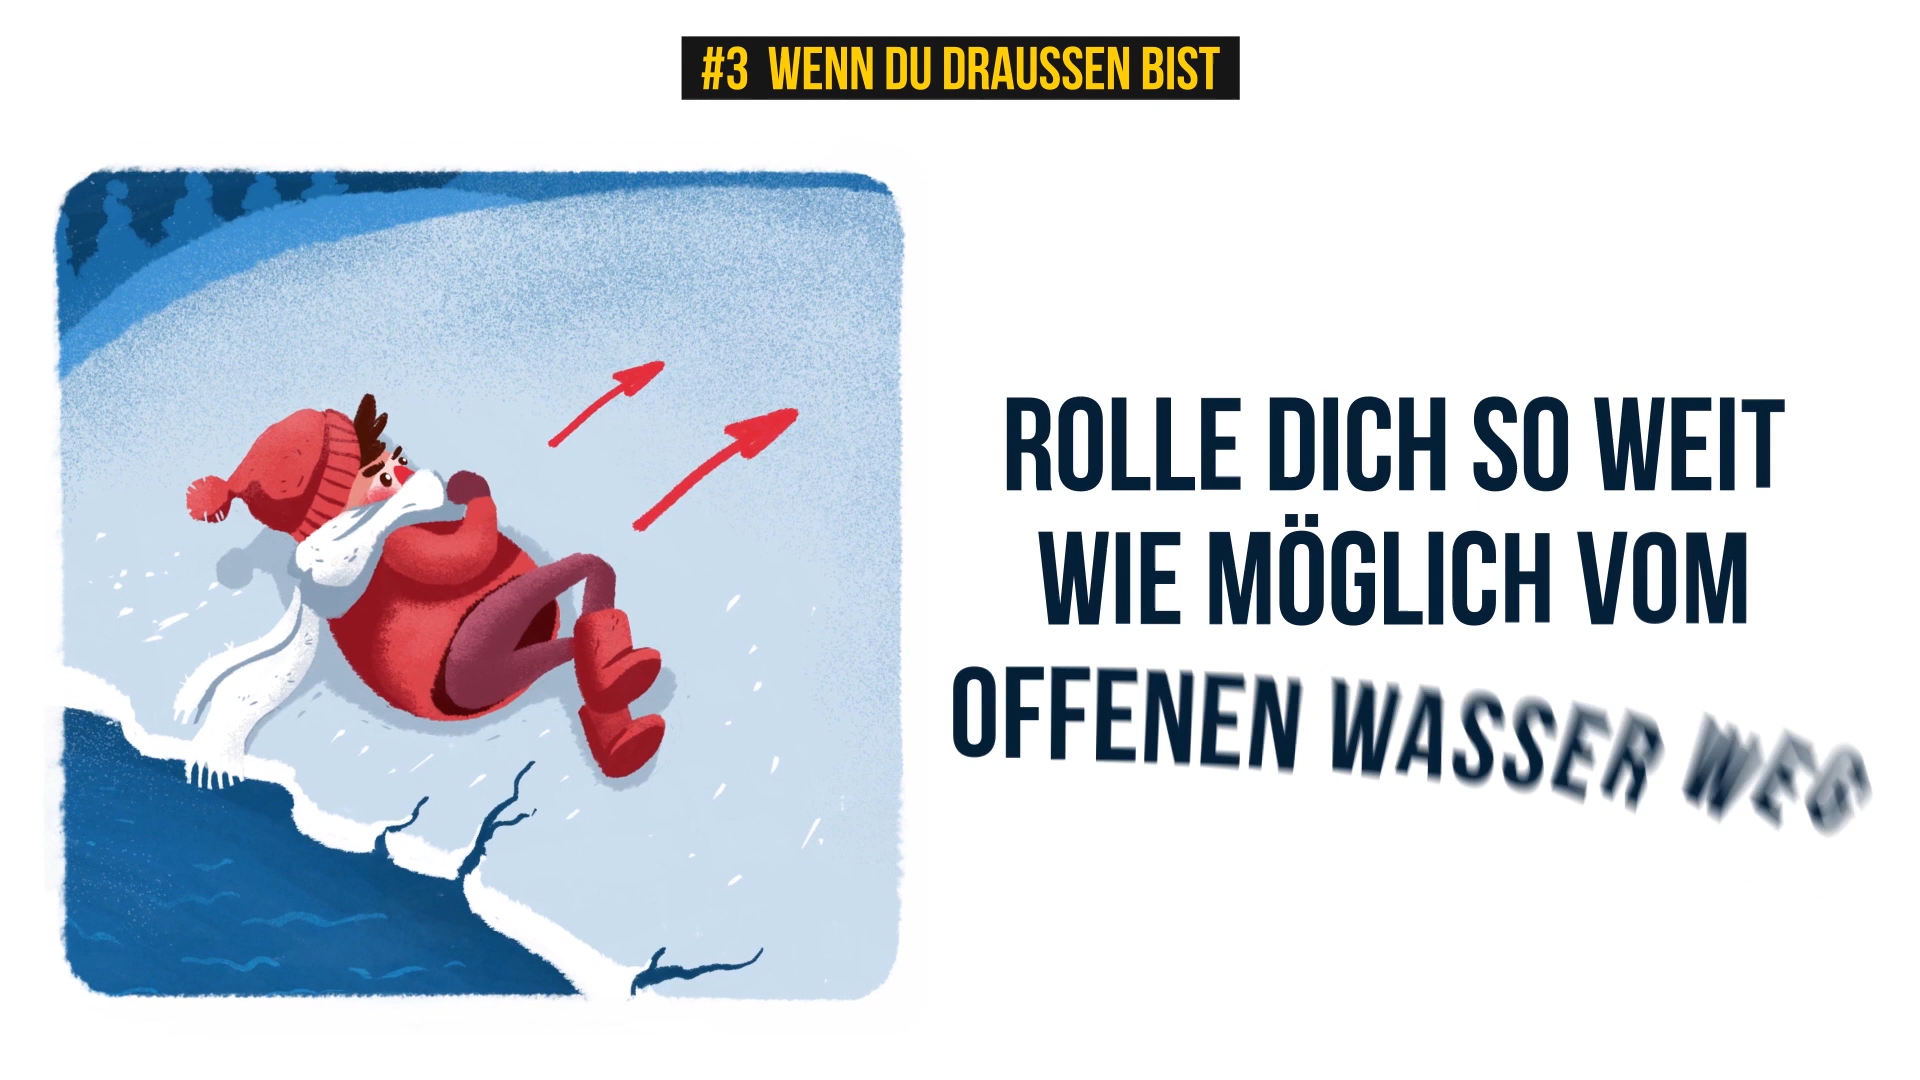 #3 WENN DU DRAUSSEN BIST
ROLLE DICH SO WEIT
WIE MÖGLICH VOM
OFFENEN WASSER WEG